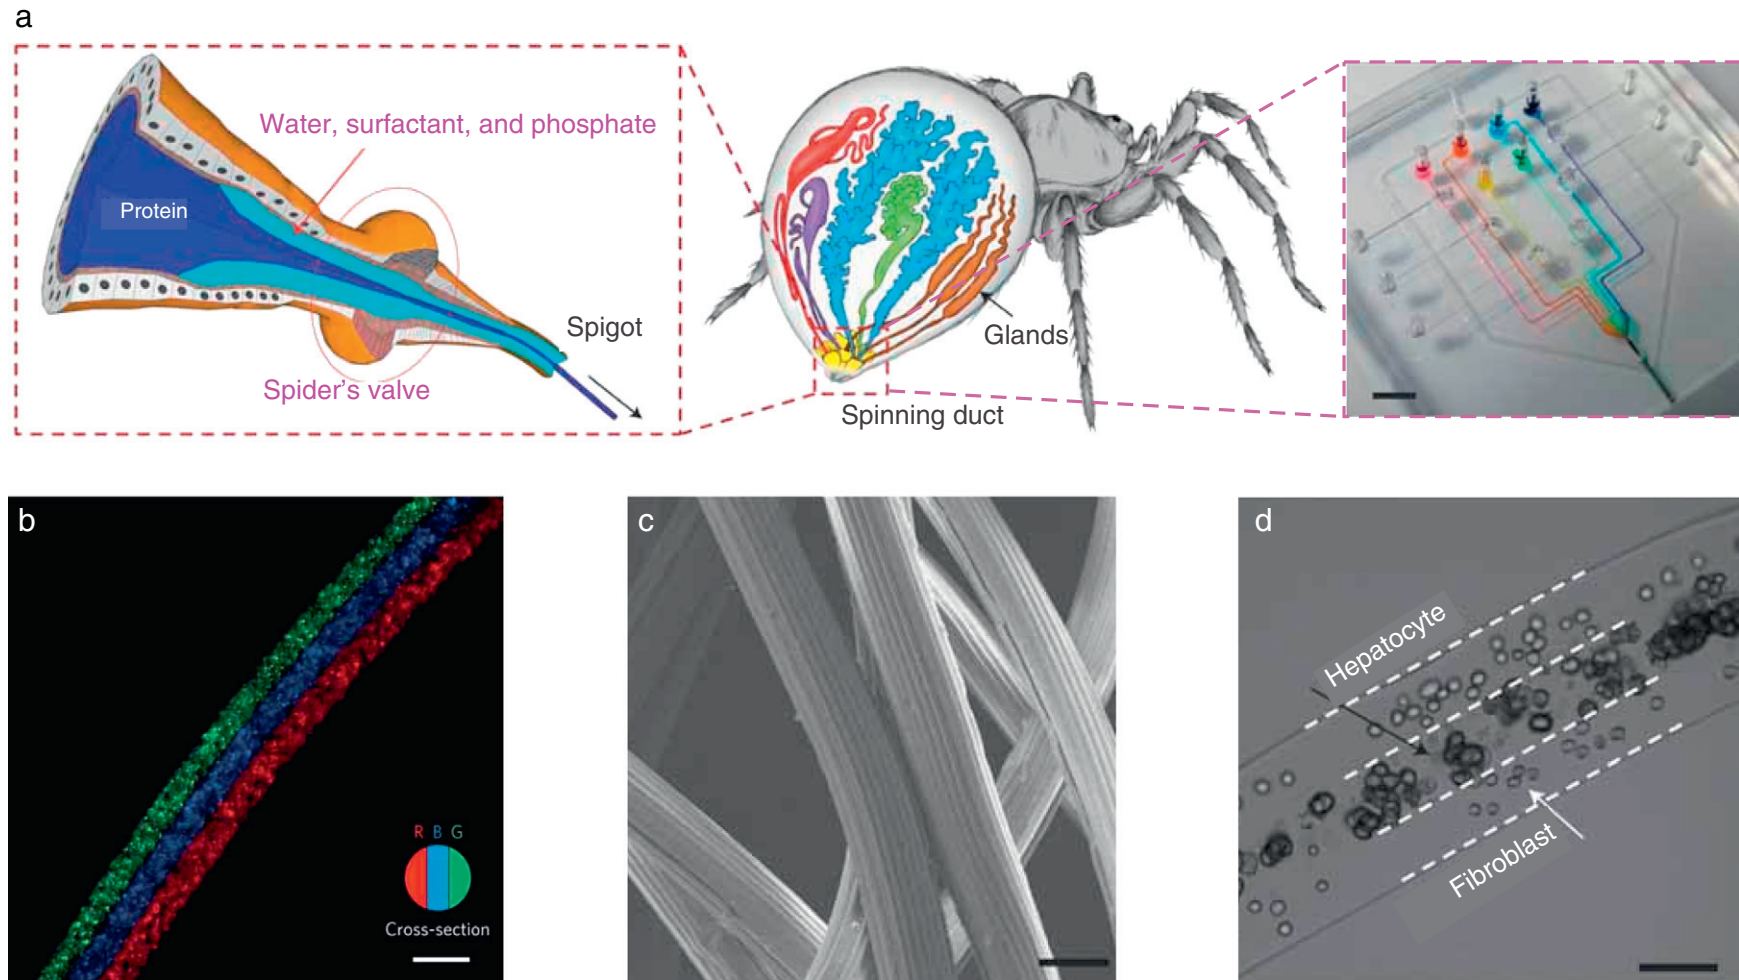 a
Water, surfactant, and phosphate
Protein
Spigot
Spider's valve
Glands
Spinning duct
b
R B G
Cross-section
c
d
Hepatocyte
Fibroblast